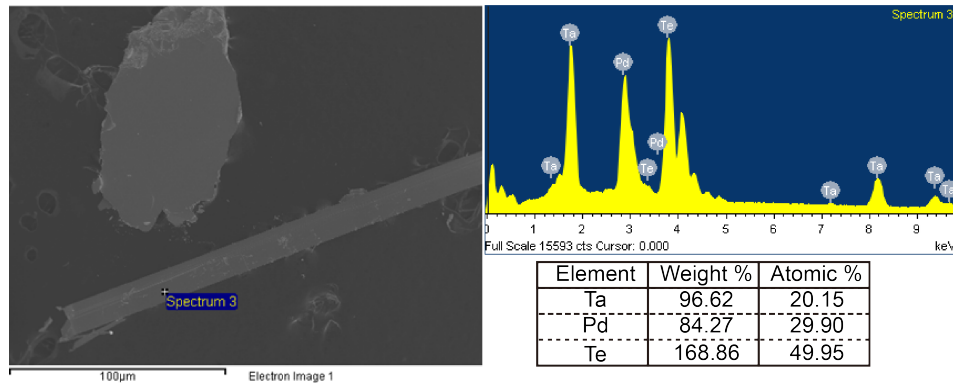 Spectrum 3
Ta
Ta
Pd
Te
Pd
Te
Ta
Ta
Ta
Ta
0 1 2 3 4 5 6 7 8 9
Full Scale 15593 cts Cursor: 0.000
keV
Spectrum 3
100µm
Electron Image 1
Element Weight % Atomic %
Ta 96.62 20.15
Pd 84.27 29.90
Te 168.86 49.95